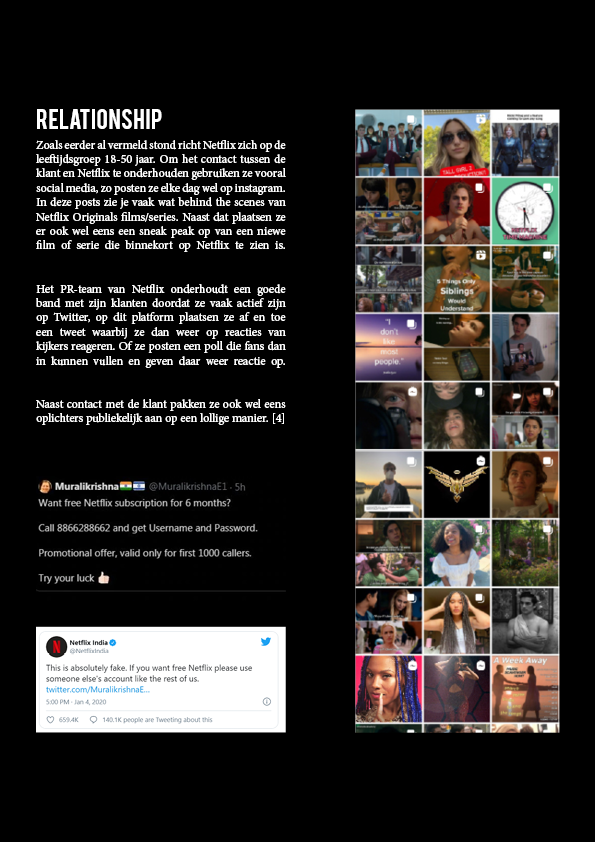 RELATIONSHIP
Zoals eerder al vermeld stond richt Netflix zich op de
leeftijdsgroep 18-50 jaar. Om het contact tussen de
klant en Netflix te onderhouden gebruiken ze vooral
social media, zo posten ze elke dag wel op instagram.
In deze posts zie je vaak wat behind the scenes van
Netflix Originals films/series. Naast dat plaatsen ze
er ook wel eens een sneak peak op van een niewe
film of serie die binnekort op Netflix te zien is.
Het PR-team van Netflix onderhoudt een goede
band met zijn klanten doordat ze vaak actief zijn
op Twitter, op dit platform plaatsen ze af en toe
een tweet waarbij ze dan weer op reacties van
kijkers reageren. Of ze posten een poll die fans dan
in kunnen vullen en geven daar weer reactie op.
Naast contact met de klant pakken ze ook wel eens
oplichters publiekelijk aan op een lollige manier. [4]
Muralikrishna @MuralikrishnaE1 · 5h
Want free Netflix subscription for 6 months?
Call 8866288662 and get Username and Password.
Promotional offer, valid only for first 1000 callers.
Try your luck
Netflix India
@NetflixIndia
This is absolutely fake. If you want free Netflix please use
someone else's account like the rest of us.
twitter.com/MuralikrishnaE...
5:00 PM · Jan 4, 2020
659.4K 140.1K people are Tweeting about this
TALL GIRL 2
NETFLIX
5 Things Only
Siblings
Would
Understand
"I
don't
like
most
people."
A Week Away